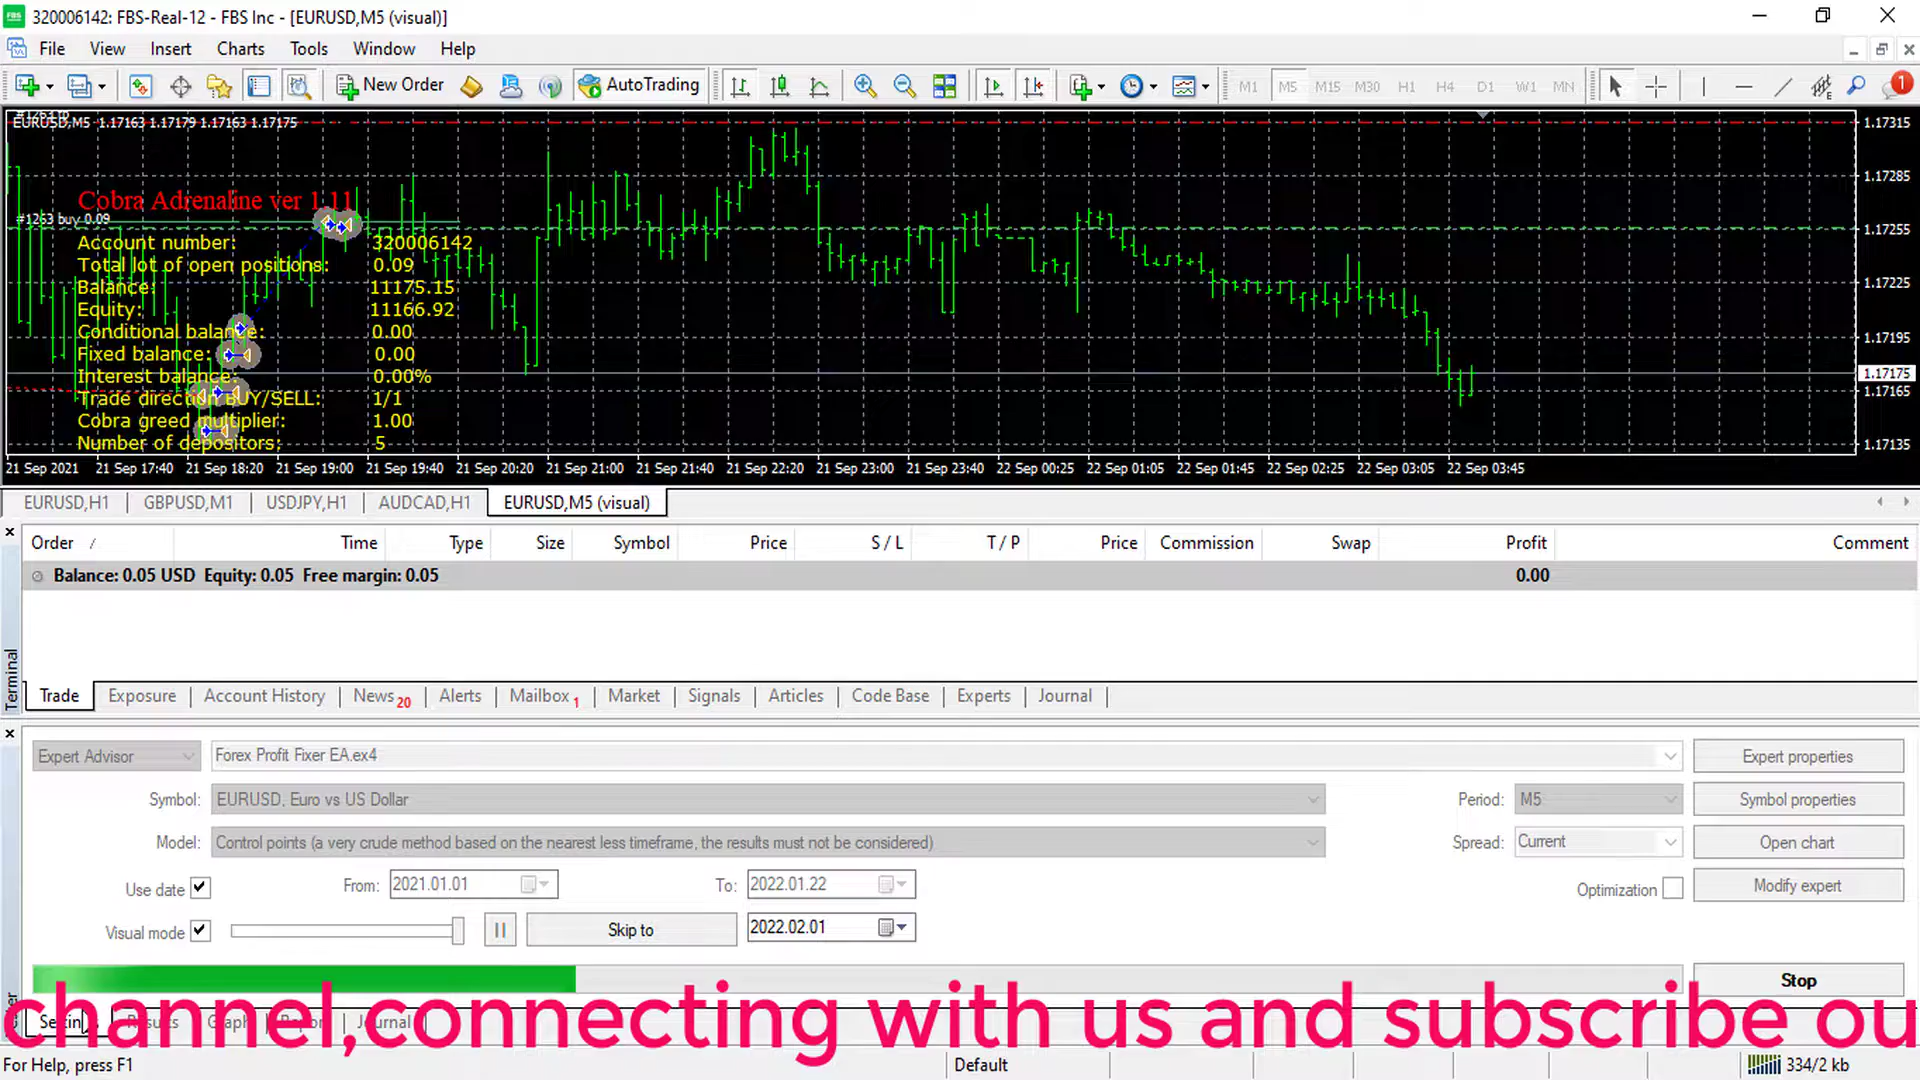 320006142: FBS-Real-12 - FBS Inc - [EURUSD,M5 (visual)]
File View Insert Charts Tools Window Help
New Order AutoTrading M1 M5 M15 M30 H1 H4 D1 W1 MN 1
EURUSD,M5 1.17163 1.17179 1.17163 1.17175
1.17315
1.17285
1.17255
1.17225
1.17195
1.17175
1.17165
1.17135
Cobra Adrenaline ver 1.11
#1263 buy 0.09
Account number: 320006142
Total lot of open positions: 0.09
Balance: 11175.15
Equity: 11166.92
Conditional balance: 0.00
Fixed balance: 0.00
Interest balance: 0.00%
Trade direction BUY/SELL: 1/1
Cobra greed multiplier: 1.00
Number of depositors: 5
21 Sep 2021 21 Sep 17:40 21 Sep 18:20 21 Sep 19:00 21 Sep 19:40 21 Sep 20:20 21 Sep 21:00 21 Sep 21:40 21 Sep 22:20 21 Sep 23:00 21 Sep 23:40 22 Sep 00:25 22 Sep 01:05 22 Sep 01:45 22 Sep 02:25 22 Sep 03:05 22 Sep 03:45
EURUSD,H1 GBPUSD,M1 USDJPY,H1 AUDCAD,H1 EURUSD,M5 (visual)
Order / Time Type Size Symbol Price S / L T / P Price Commission Swap Profit Comment
Balance: 0.05 USD Equity: 0.05 Free margin: 0.05 0.00
Terminal
Trade Exposure Account History News 20 Alerts Mailbox 1 Market Signals Articles Code Base Experts Journal
Expert Advisor Forex Profit Fixer EA.ex4 Expert properties
Symbol: EURUSD, Euro vs US Dollar Period: M5 Symbol properties
Model: Control points (a very crude method based on the nearest less timeframe, the results must not be considered) Spread: Current Open chart
Use date From: 2021.01.01 To: 2022.01.22 Optimization Modify expert
Visual mode Skip to 2022.02.01
Stop
channel,connecting with us and subscribe ou
Journal
For Help, press F1 Default 334/2 kb